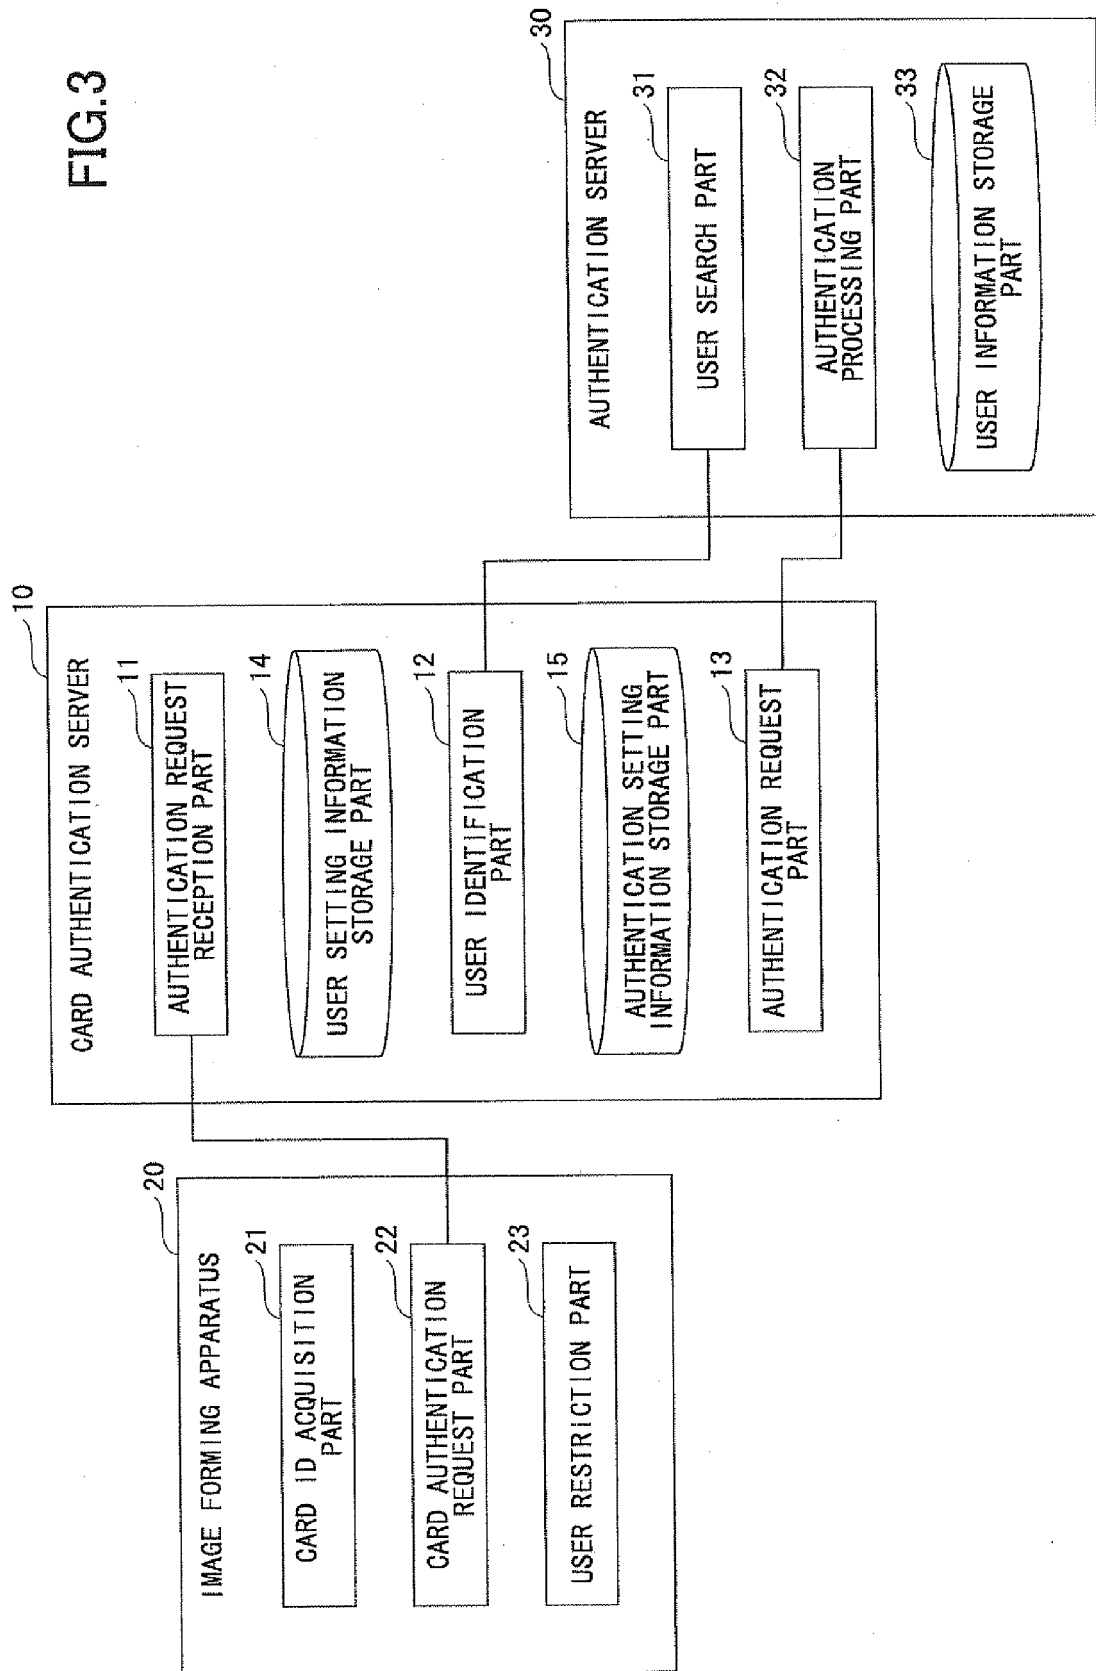 FIG.3
IMAGE FORMING APPARATUS
20
CARD ID ACQUISITION
PART
21
CARD AUTHENTICATION
REQUEST PART
22
USER RESTRICTION PART
23
CARD AUTHENTICATION SERVER
10
AUTHENTICATION REQUEST
RECEPTION PART
11
USER SETTING INFORMATION
STORAGE PART
14
USER IDENTIFICATION
PART
12
AUTHENTICATION SETTING
INFORMATION STORAGE PART
15
AUTHENTICATION REQUEST
PART
13
AUTHENTICATION SERVER
30
USER SEARCH PART
31
AUTHENTICATION
PROCESSING PART
32
USER INFORMATION STORAGE
PART
33